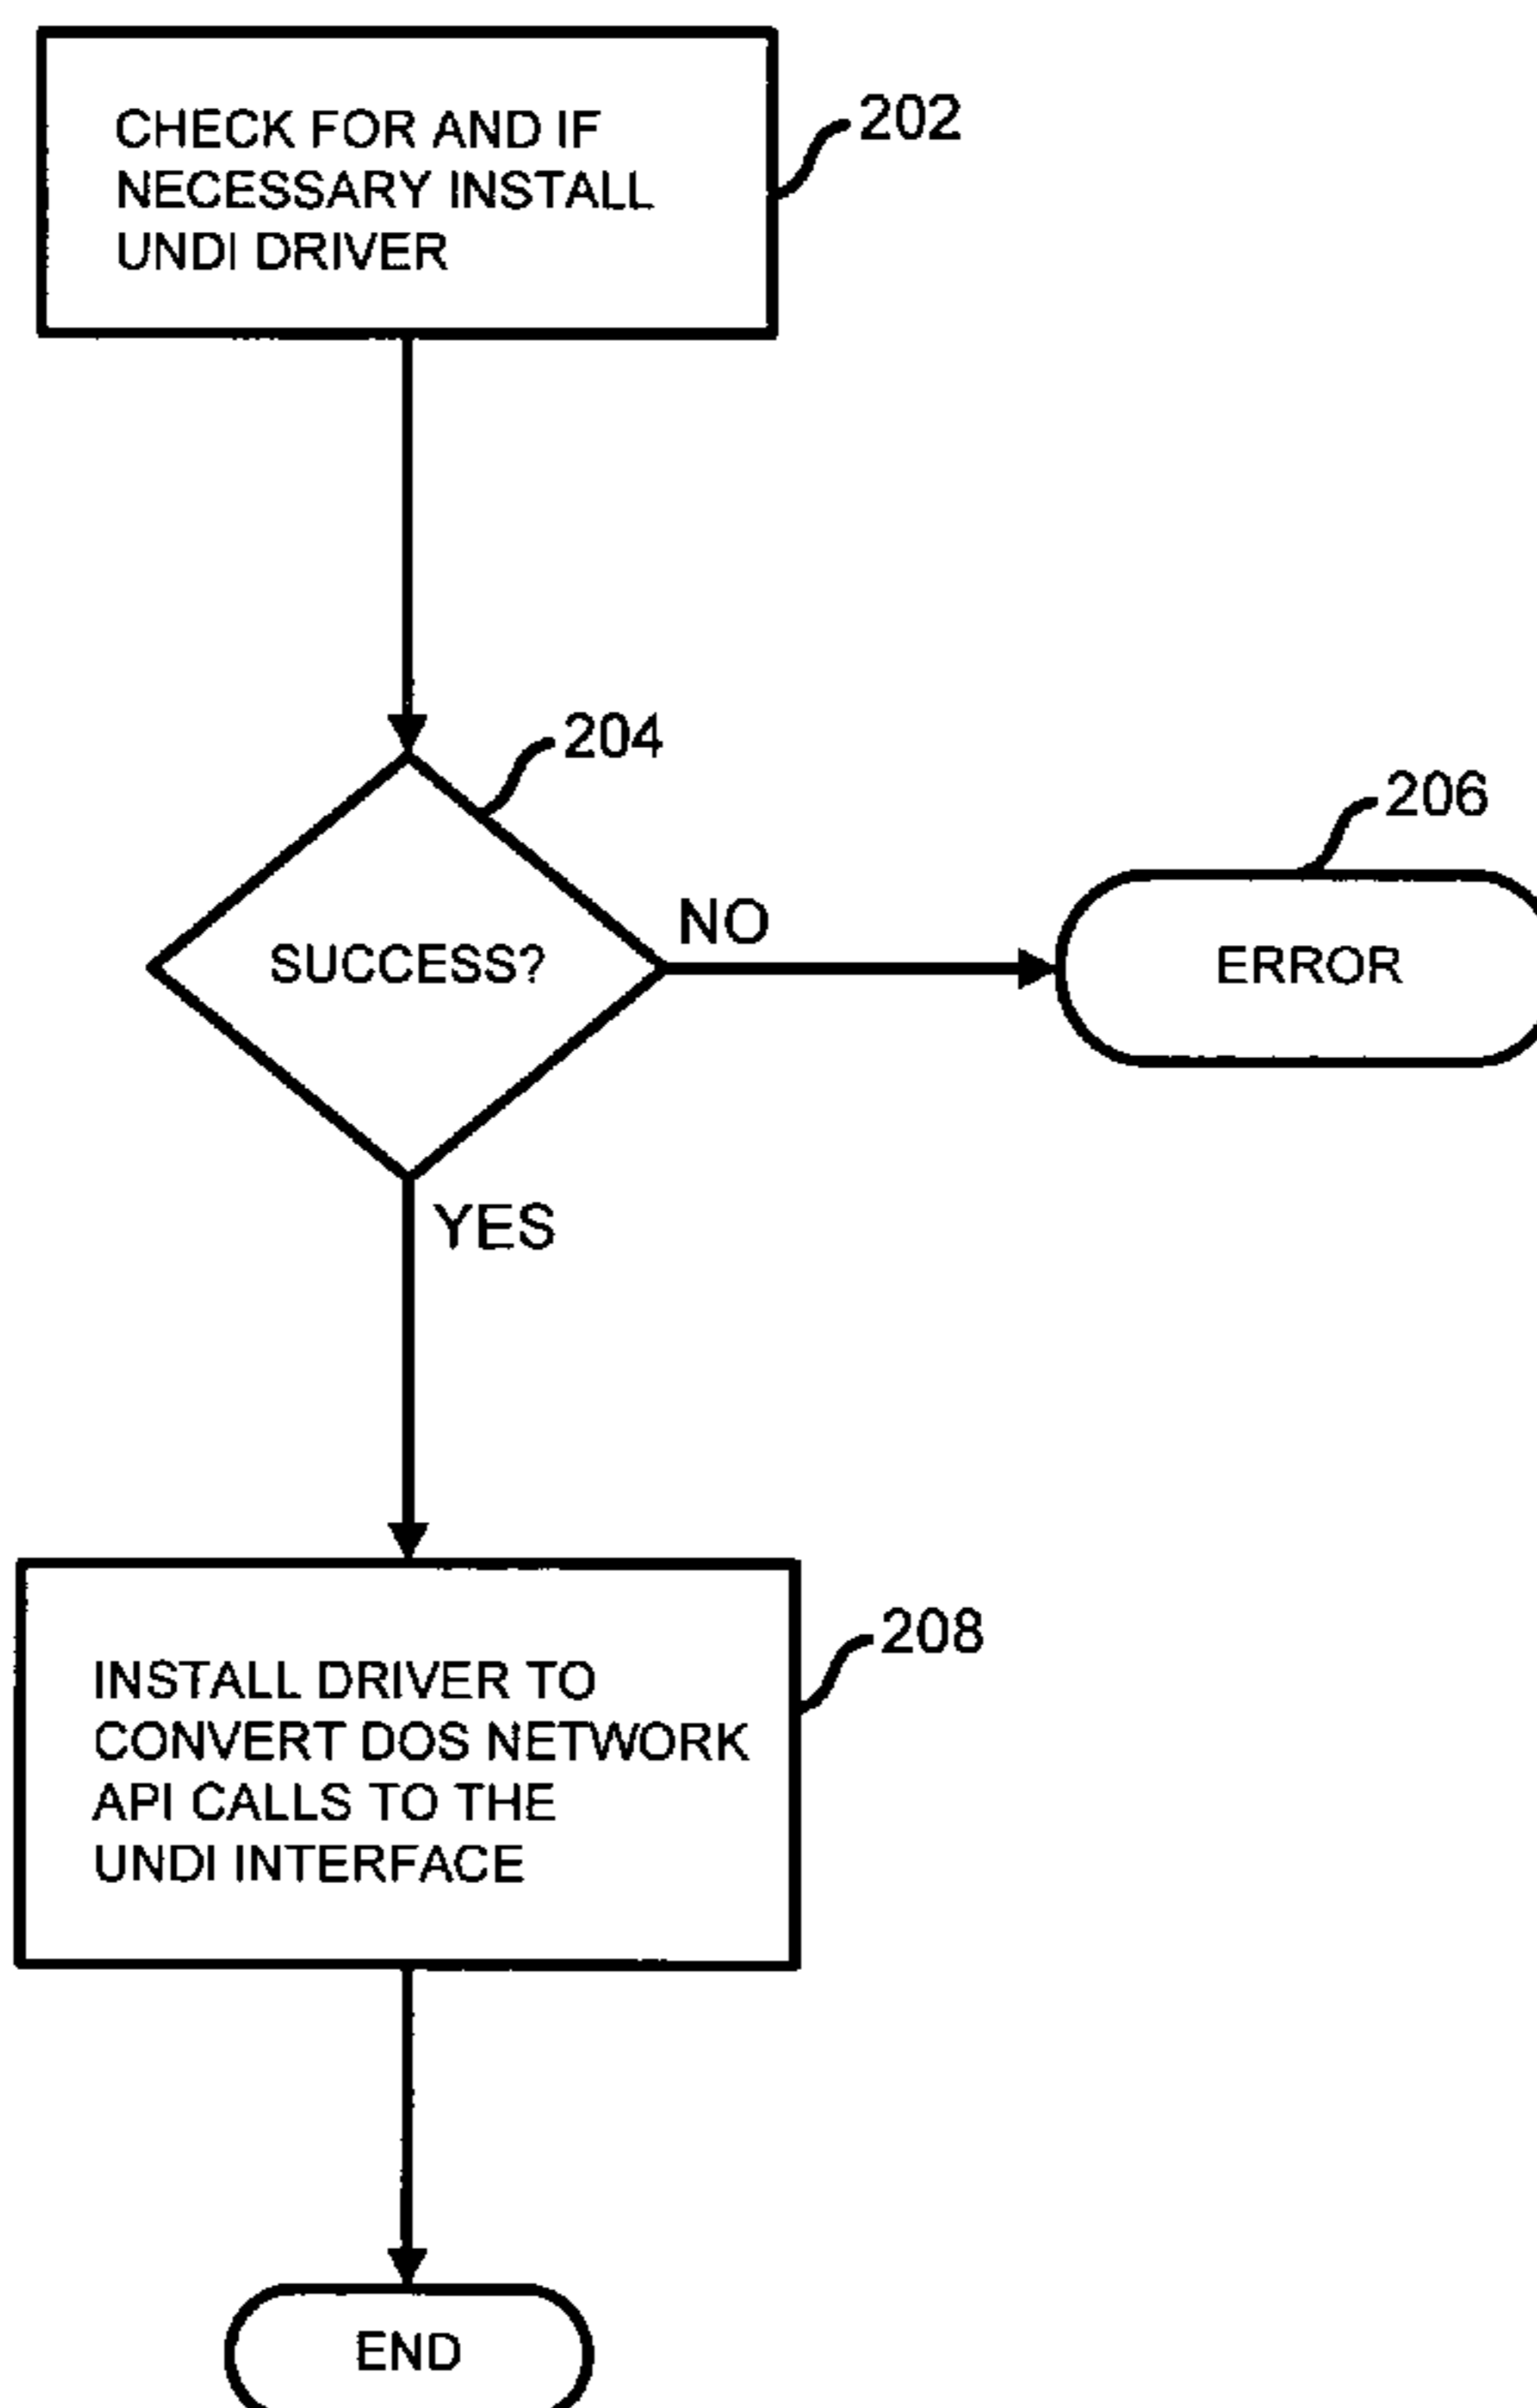 CHECK FOR AND IF
NECESSARY INSTALL
UNDI DRIVER
202
204
SUCCESS?
NO
206
ERROR
YES
INSTALL DRIVER TO
CONVERT DOS NETWORK
API CALLS TO THE
UNDI INTERFACE
208
END